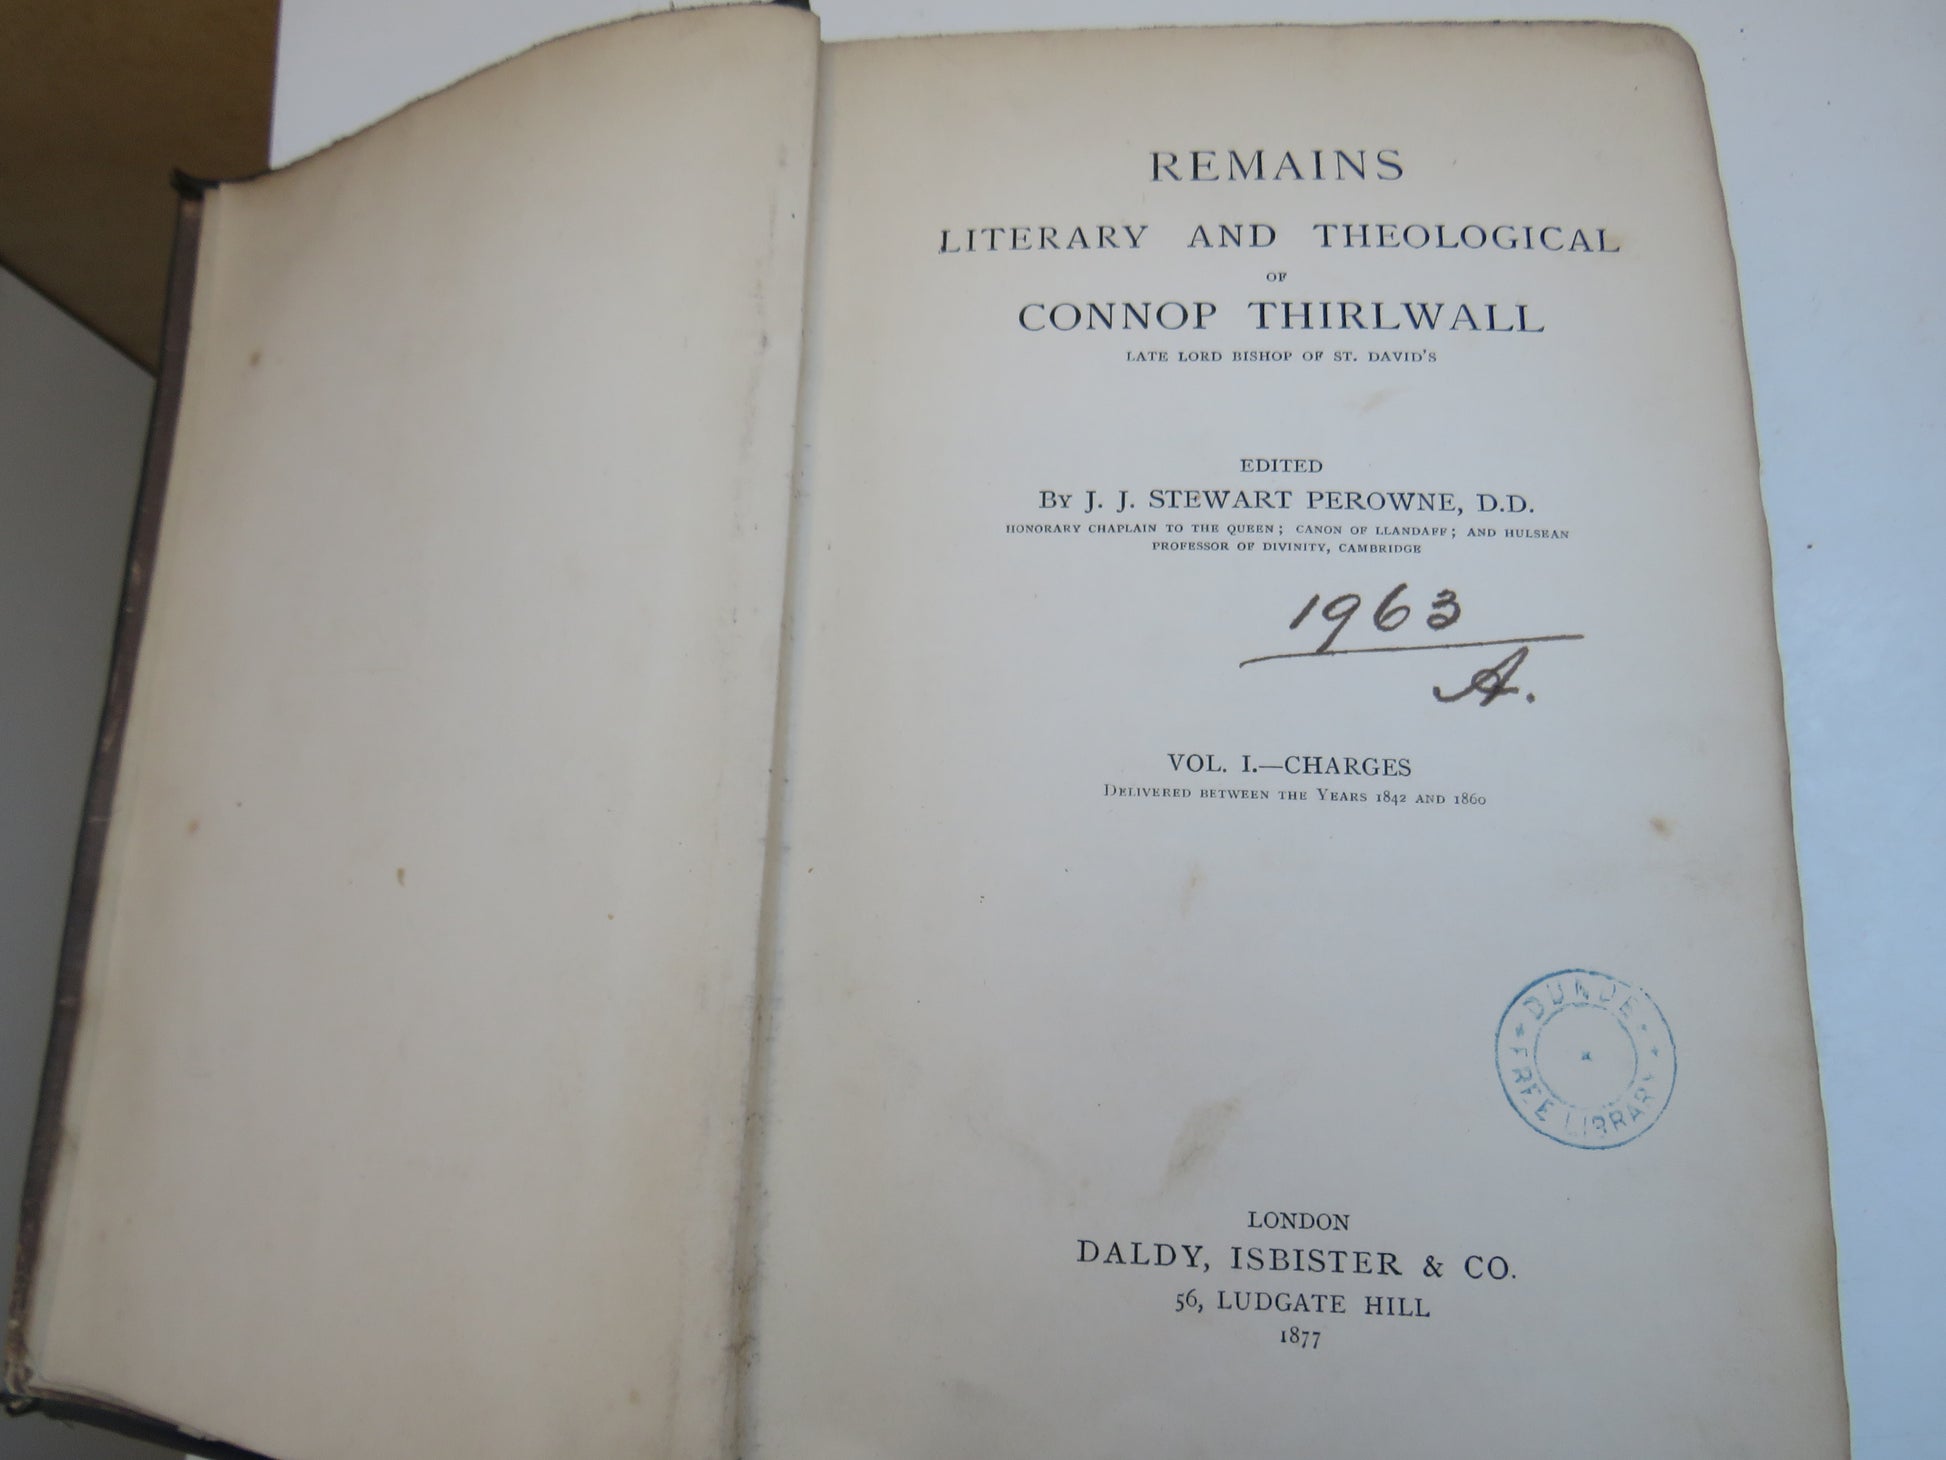 REMAINS
LITERARY AND THEOLOGICAL
OF
CONNOP THIRLWALL
LATE LORD BISHOP OF ST. DAVID'S
EDITED
By J. J. STEWART PEROWNE, D.D.
HONORARY CHAPLAIN TO THE QUEEN; CANON OF LLANDAFF; AND HULSEAN
PROFESSOR OF DIVINITY, CAMBRIDGE
1963
A.
VOL. I.—CHARGES
Delivered between the Years 1842 and 1860
DUNDEE
FREE LIBRARY
LONDON
DALDY, ISBISTER & CO.
56, LUDGATE HILL
1877